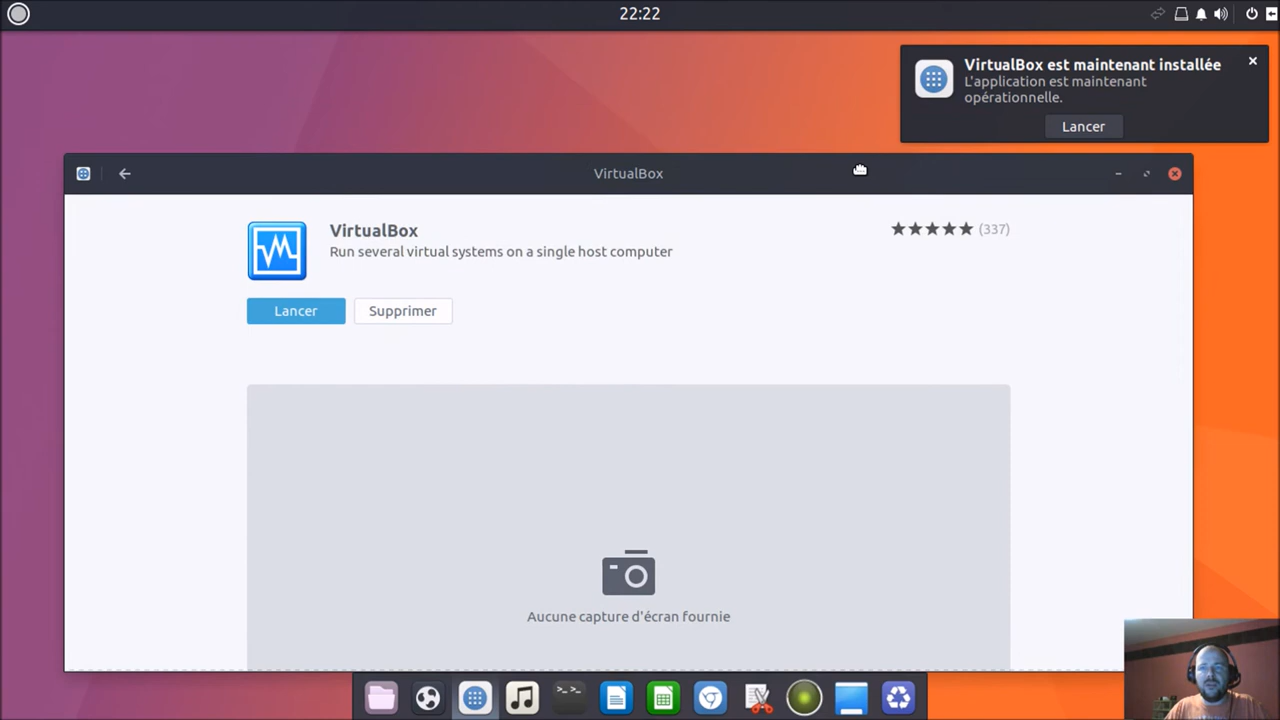 22:22
VirtualBox est maintenant installée
L'application est maintenant
opérationnelle.
Lancer
VirtualBox
VirtualBox
Run several virtual systems on a single host computer
(337)
Lancer
Supprimer
Aucune capture d'écran fournie
>_ >_